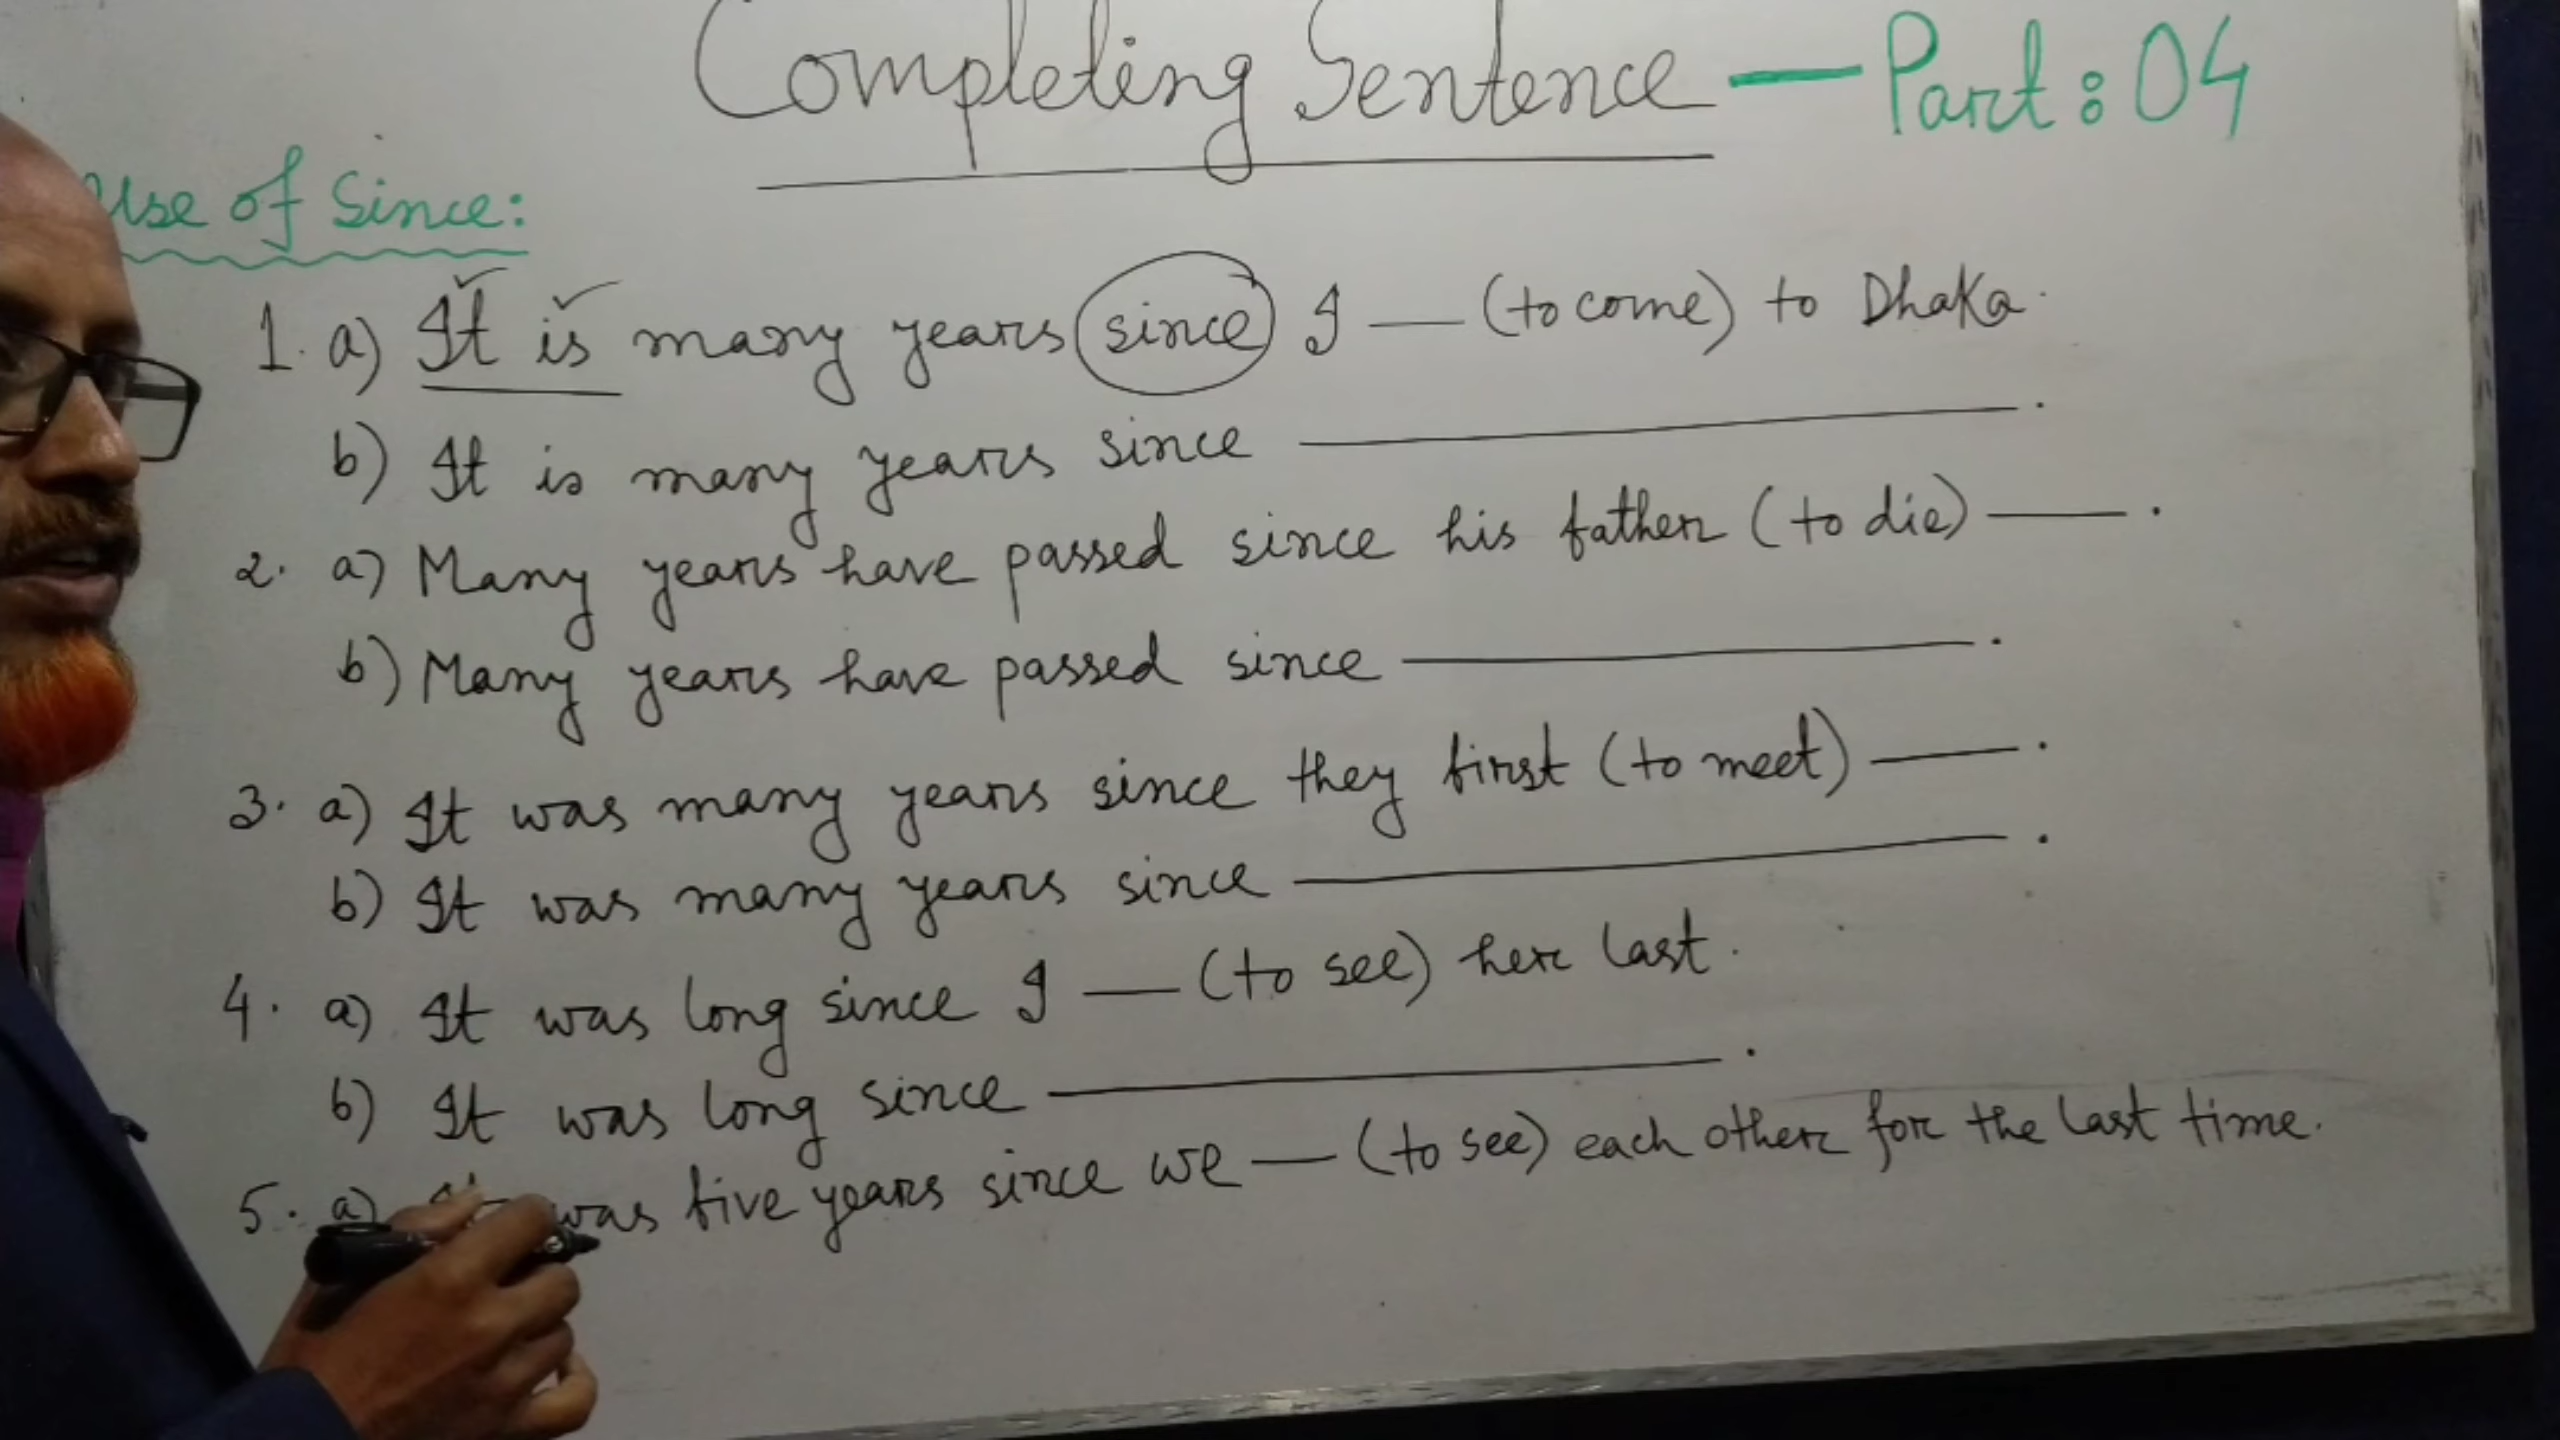 Completing Sentence — Part: 04
Use of Since:
1. a) It is many years since I — (to come) to Dhaka.
b) It is many years since ———.
2. a) Many years have passed since his father (to die) —.
b) Many years have passed since ———.
3. a) It was many years since they first (to meet) —.
b) It was many years since ———.
4. a) It was long since I — (to see) her last.
b) It was long since ———.
5. a) It was five years since we — (to see) each other for the last time.